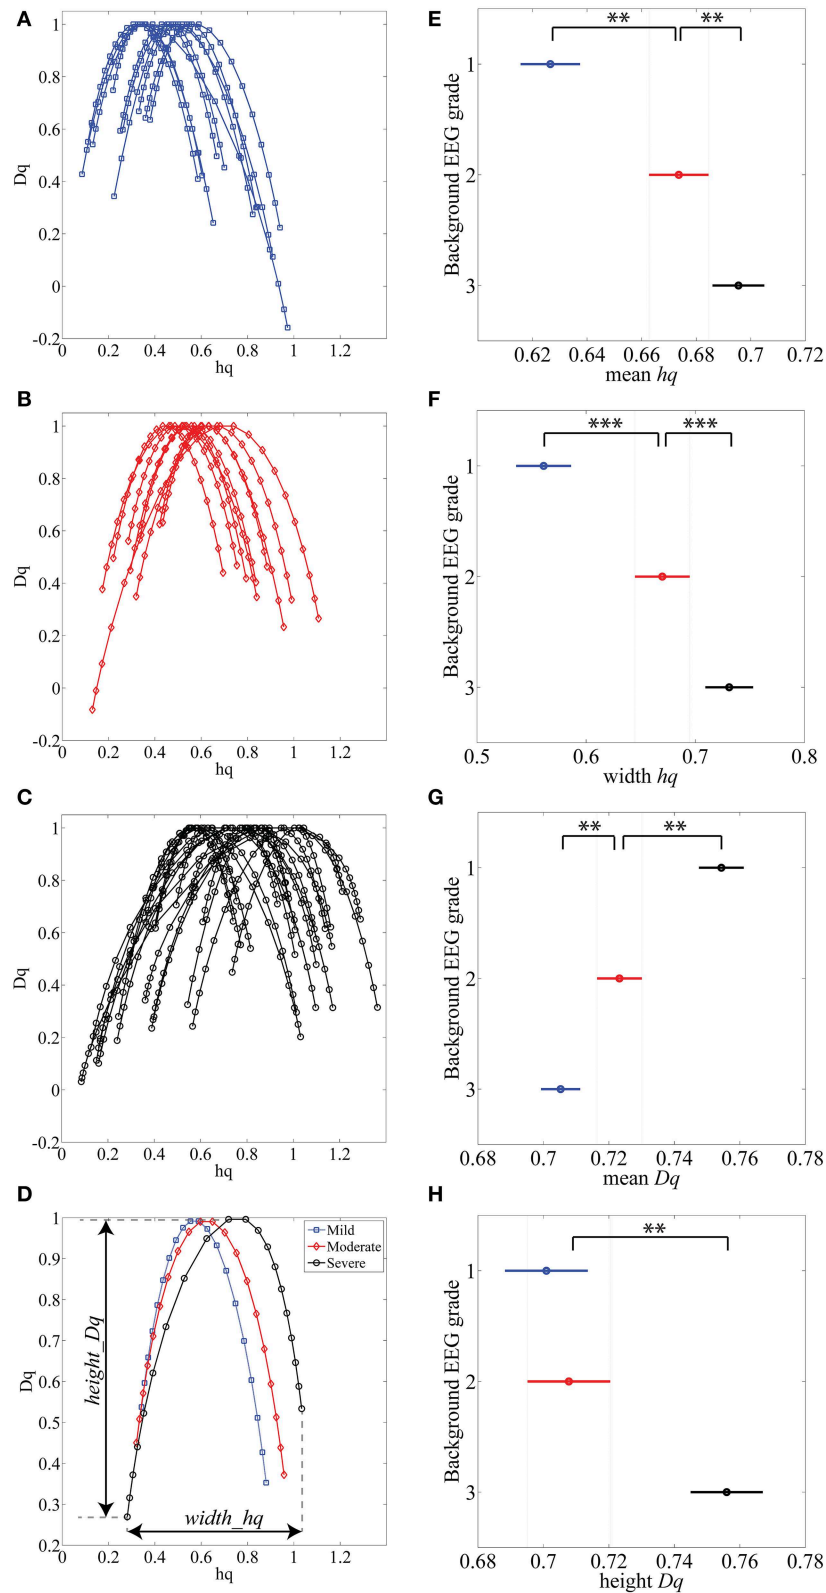 A
1
0.8
0.6
0.4
0.2
0
-0.2
0 0.2 0.4 0.6 0.8 1 1.2
Dq
hq
E
** **
1
2
3
Background EEG grade
0.62 0.64 0.66 0.68 0.7 0.72
mean hq
B
1
0.8
0.6
0.4
0.2
0
-0.2
0 0.2 0.4 0.6 0.8 1 1.2
Dq
hq
F
*** ***
1
2
3
Background EEG grade
0.5 0.6 0.7 0.8
width hq
C
1
0.8
0.6
0.4
0.2
0
-0.2
0 0.2 0.4 0.6 0.8 1 1.2
Dq
hq
G
** **
1
2
3
Background EEG grade
0.68 0.7 0.72 0.74 0.76 0.78
mean Dq
D
1
0.9
0.8
0.7
0.6
0.5
0.4
0.3
0.2
0 0.2 0.4 0.6 0.8 1 1.2
Dq
hq
Mild
Moderate
Severe
height_Dq
width_hq
H
**
1
2
3
Background EEG grade
0.68 0.7 0.72 0.74 0.76 0.78
height Dq